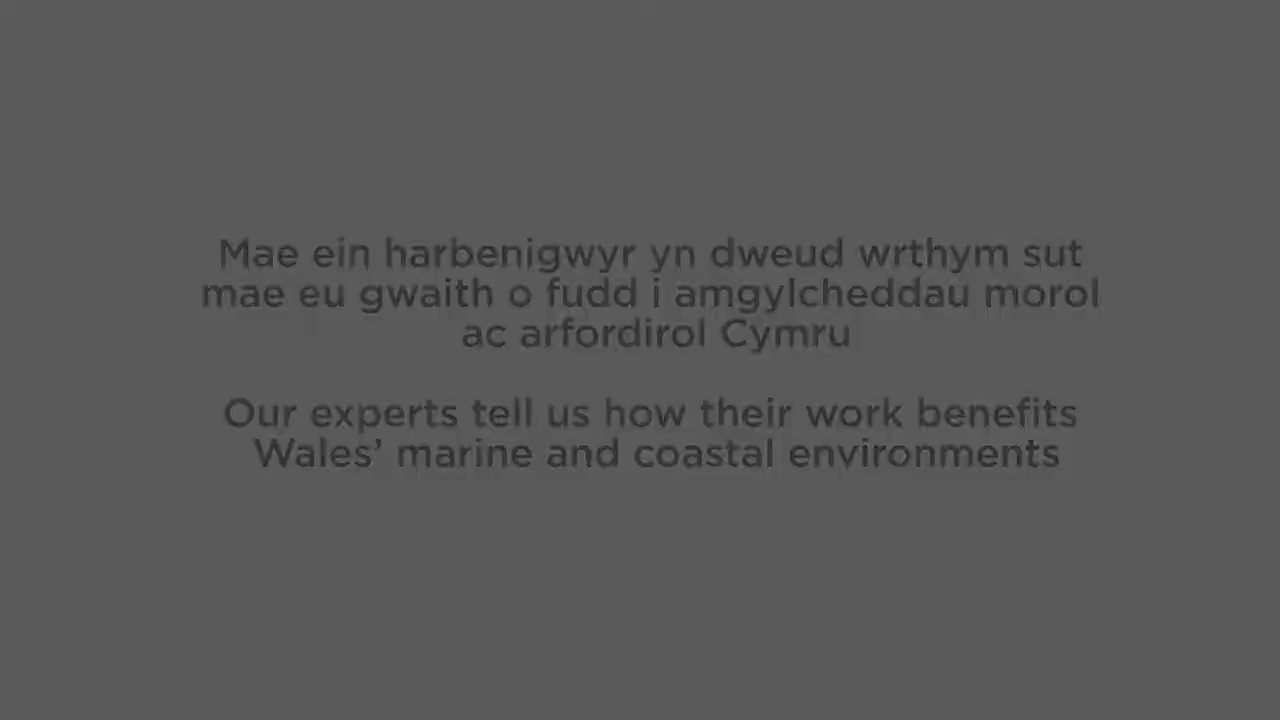 Mae ein harbenigwyr yn dweud wrthym sut
mae eu gwaith o fudd i amgylcheddau morol
ac arfordirol Cymru
Our experts tell us how their work benefits
Wales’ marine and coastal environments